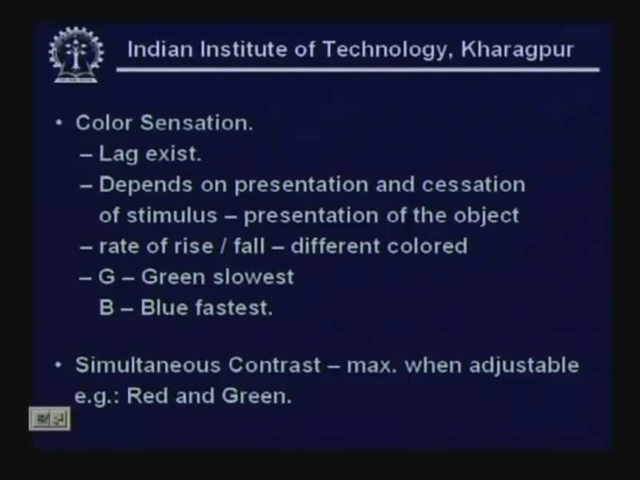 Indian Institute of Technology, Kharagpur
• Color Sensation.
– Lag exist.
– Depends on presentation and cessation
of stimulus – presentation of the object
– rate of rise / fall – different colored
– G – Green slowest
B – Blue fastest.
• Simultaneous Contrast – max. when adjustable
e.g.: Red and Green.